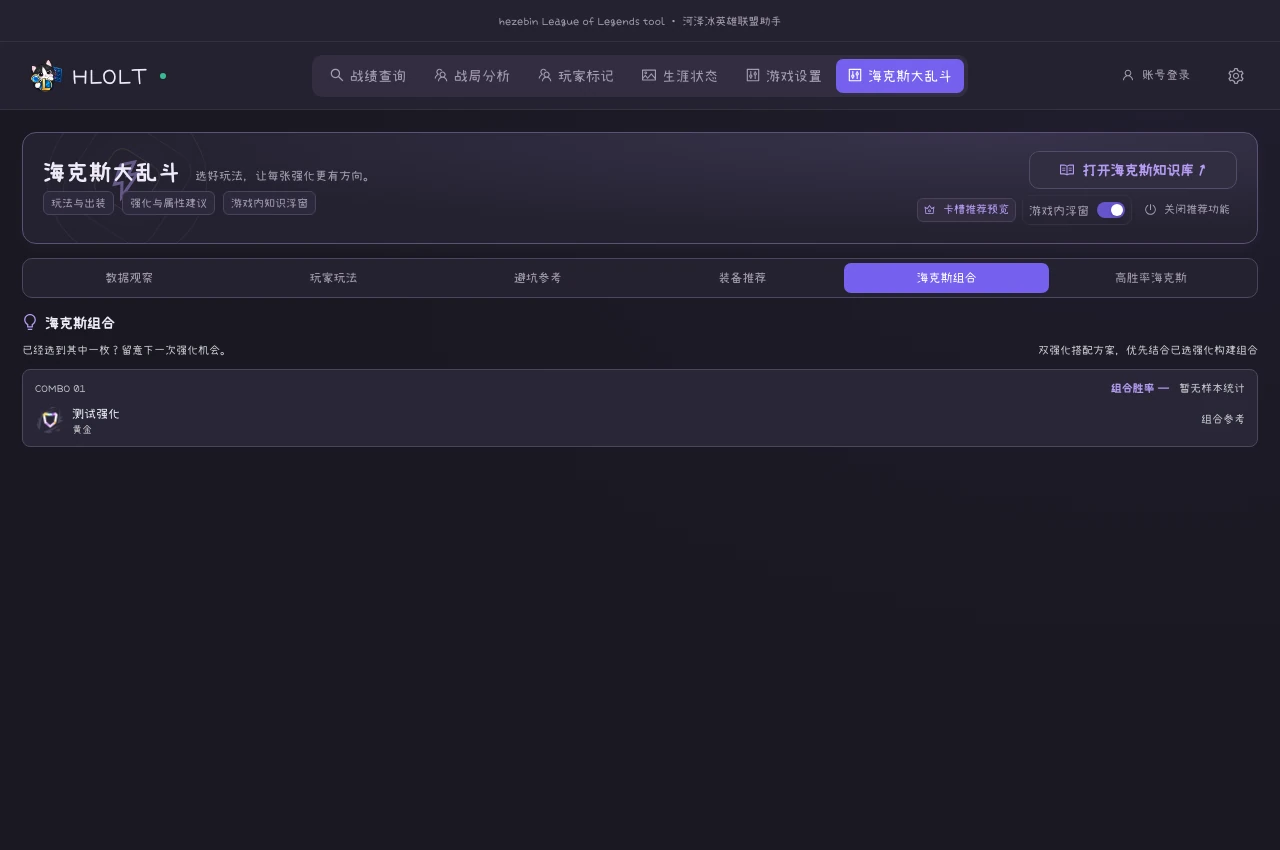 hezebin League of Legends tool · 河泽冰英雄联盟助手
HLOLT
战绩查询
战局分析
玩家标记
生涯状态
游戏设置
海克斯大乱斗
账号登录
海克斯大乱斗 选好玩法，让每张强化更有方向。
打开海克斯知识库 ↗
玩法与出装
强化与属性建议
游戏内知识浮窗
卡槽推荐预览
游戏内浮窗
关闭推荐功能
数据观察
玩家玩法
避坑参考
装备推荐
海克斯组合
高胜率海克斯
海克斯组合
已经选到其中一枚？留意下一次强化机会。
双强化搭配方案，优先结合已选强化构建组合
COMBO 01
组合胜率 — 暂无样本统计
测试强化
黄金
组合参考